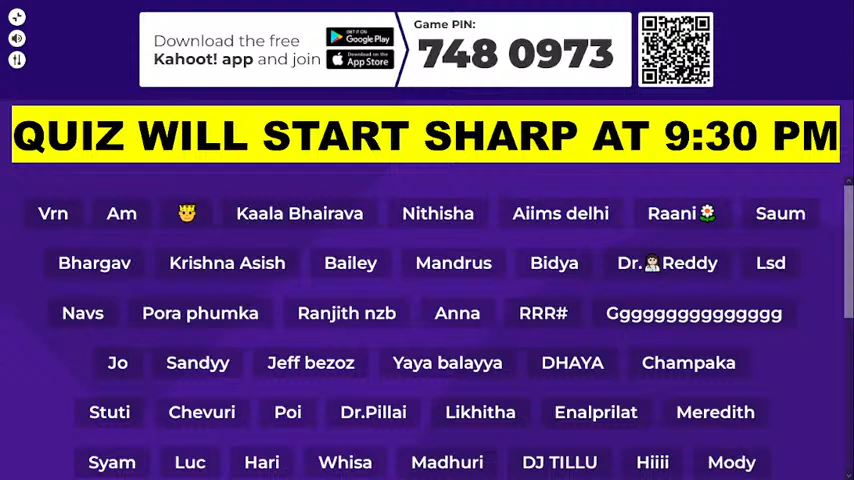 Download the free
Kahoot! app and join
GET IT ON
Google Play
Download on the
App Store
Game PIN:
748 0973
QUIZ WILL START SHARP AT 9:30 PM
Vrn Am 🤴 Kaala Bhairava Nithisha Aiims delhi Raani🌼 Saum
Bhargav Krishna Asish Bailey Mandrus Bidya Dr.👩🏻‍⚕️Reddy Lsd
Navs Pora phumka Ranjith nzb Anna RRR# Gggggggggggggggg
Jo Sandyy Jeff bezoz Yaya balayya DHAYA Champaka
Stuti Chevuri Poi Dr.Pillai Likhitha Enalprilat Meredith
Syam Luc Hari Whisa Madhuri DJ TILLU Hiiii Mody